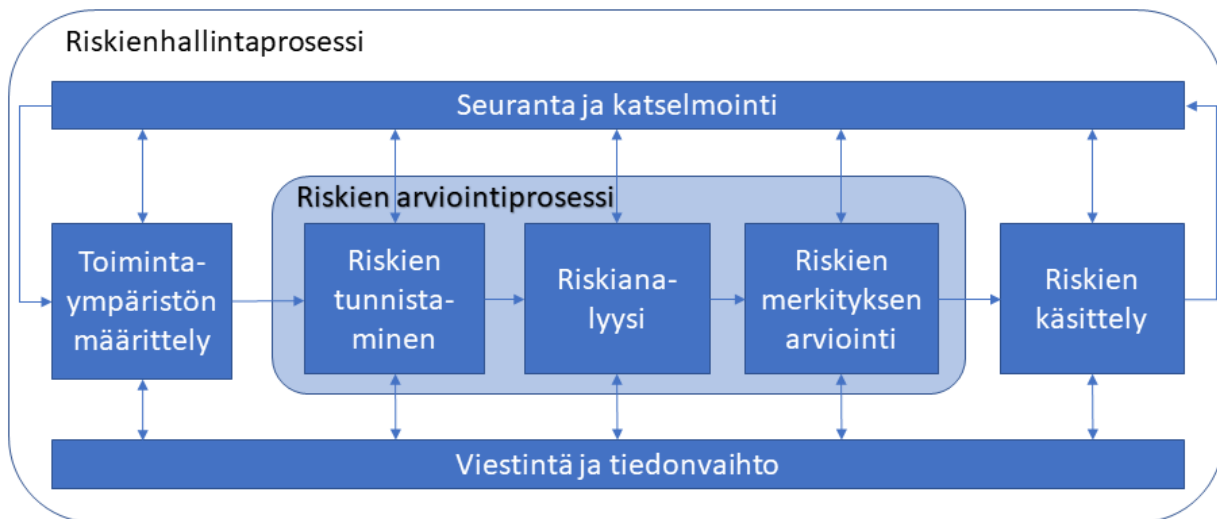 Riskienhallintaprosessi
Seuranta ja katselmointi
Riskien arviointiprosessi
Toiminta-
ympäristön
määrittely
Riskien
tunnista-
minen
Riskiana-
lyysi
Riskien
merkityksen
arviointi
Riskien
käsittely
Viestintä ja tiedonvaihto